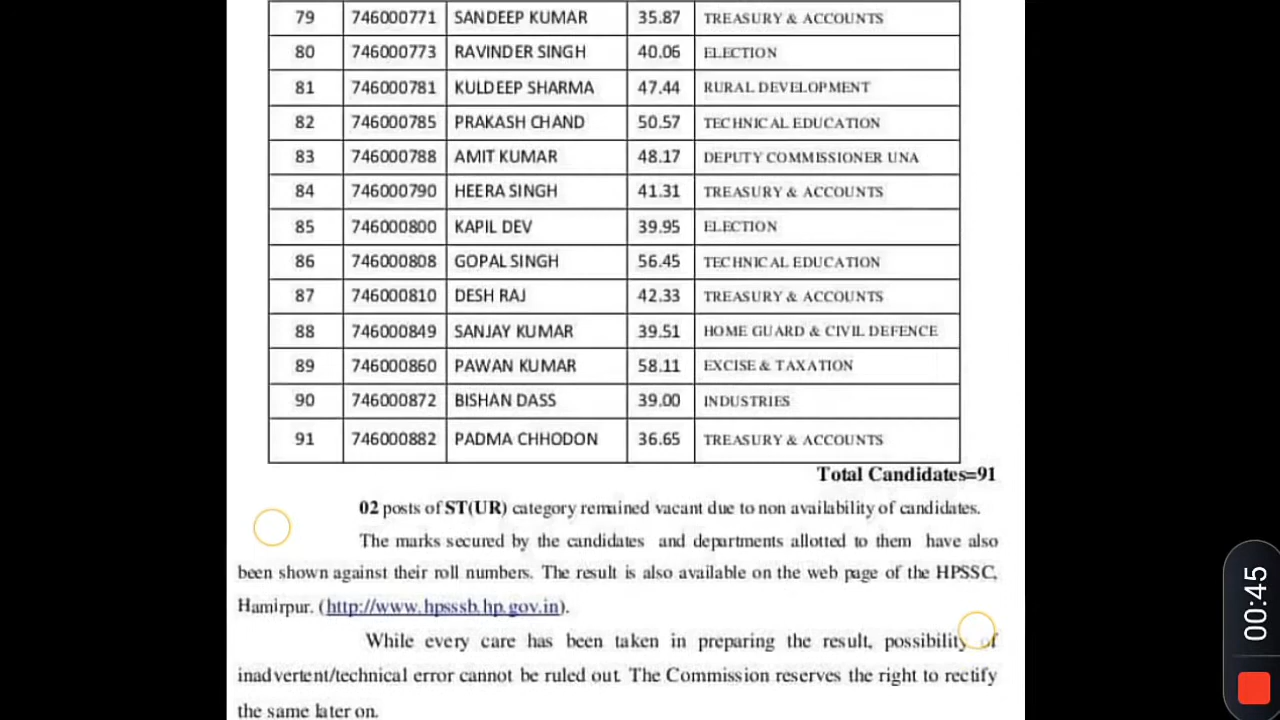 79 746000771 SANDEEP KUMAR 35.87 TREASURY & ACCOUNTS
80 746000773 RAVINDER SINGH 40.06 ELECTION
81 746000781 KULDEEP SHARMA 47.44 RURAL DEVELOPMENT
82 746000785 PRAKASH CHAND 50.57 TECHNICAL EDUCATION
83 746000788 AMIT KUMAR 48.17 DEPUTY COMMISSIONER UNA
84 746000790 HEERA SINGH 41.31 TREASURY & ACCOUNTS
85 746000800 KAPIL DEV 39.95 ELECTION
86 746000808 GOPAL SINGH 56.45 TECHNICAL EDUCATION
87 746000810 DESH RAJ 42.33 TREASURY & ACCOUNTS
88 746000849 SANJAY KUMAR 39.51 HOME GUARD & CIVIL DEFENCE
89 746000860 PAWAN KUMAR 58.11 EXCISE & TAXATION
90 746000872 BISHAN DASS 39.00 INDUSTRIES
91 746000882 PADMA CHHODON 36.65 TREASURY & ACCOUNTS
Total Candidates=91
02 posts of ST(UR) category remained vacant due to non availability of candidates.
The marks secured by the candidates and departments allotted to them have also
been shown against their roll numbers. The result is also available on the web page of the HPSSC,
Hamirpur. (http://www.hpsssb.hp.gov.in).
While every care has been taken in preparing the result, possibility of
inadvertent/technical error cannot be ruled out. The Commission reserves the right to rectify
the same later on.
00:45